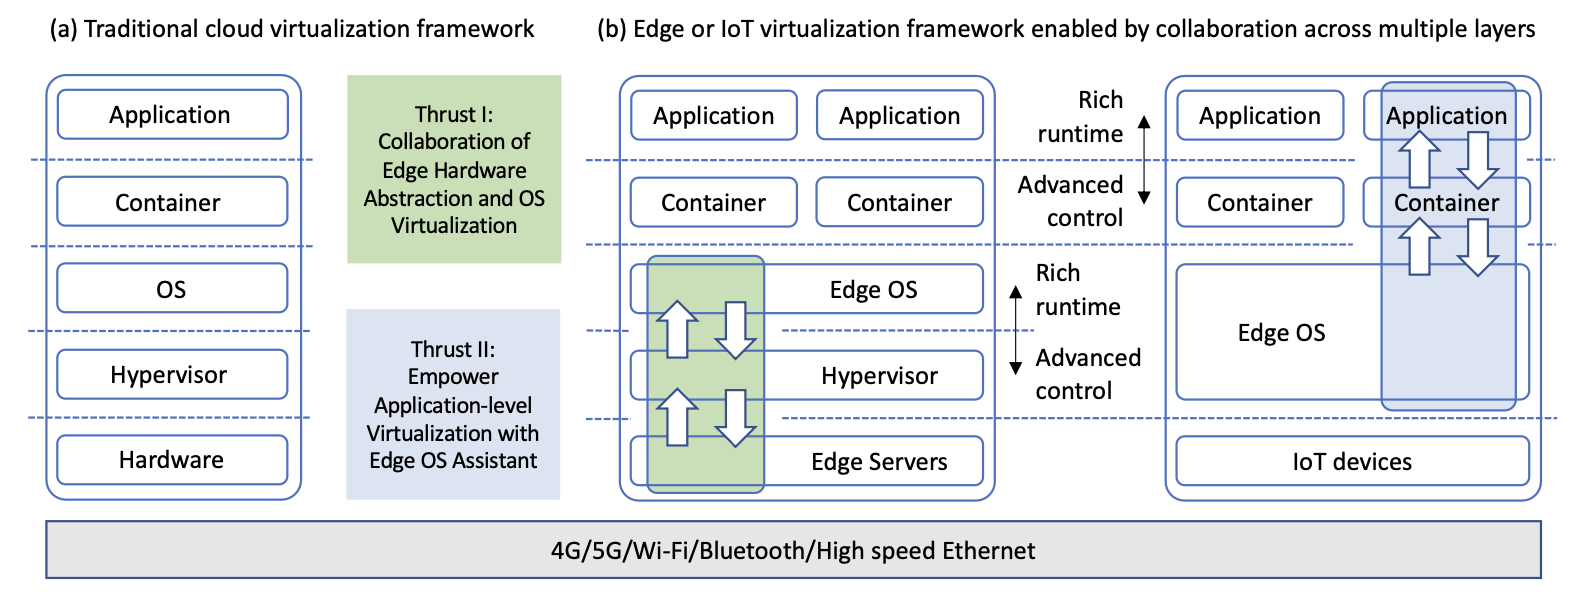 (a) Traditional cloud virtualization framework
Application
Container
OS
Hypervisor
Hardware
Thrust I:
Collaboration of
Edge Hardware
Abstraction and OS
Virtualization
Thrust II:
Empower
Application-level
Virtualization with
Edge OS Assistant
(b) Edge or IoT virtualization framework enabled by collaboration across multiple layers
Application
Application
Container
Container
Edge OS
Hypervisor
Edge Servers
Rich
runtime
Advanced
control
Rich
runtime
Advanced
control
Application
Application
Container
Container
Edge OS
IoT devices
4G/5G/Wi-Fi/Bluetooth/High speed Ethernet